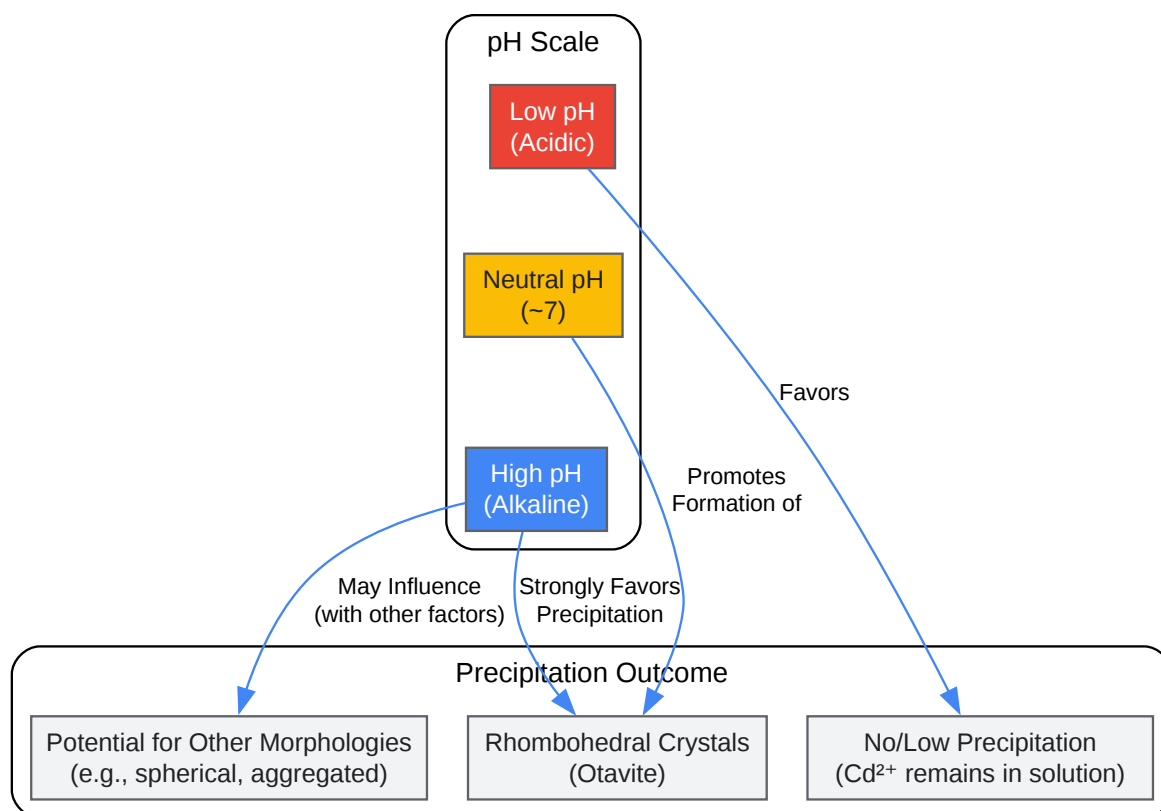 pH Scale
Low pH
(Acidic)
Neutral pH
(~7)
Favors
High pH
(Alkaline)
Promotes
Formation of
May Influence
(with other factors)
Strongly Favors
Precipitation
Precipitation Outcome
Potential for Other Morphologies
(e.g., spherical, aggregated)
Rhombohedral Crystals
(Otavite)
No/Low Precipitation
(Cd²⁺ remains in solution)